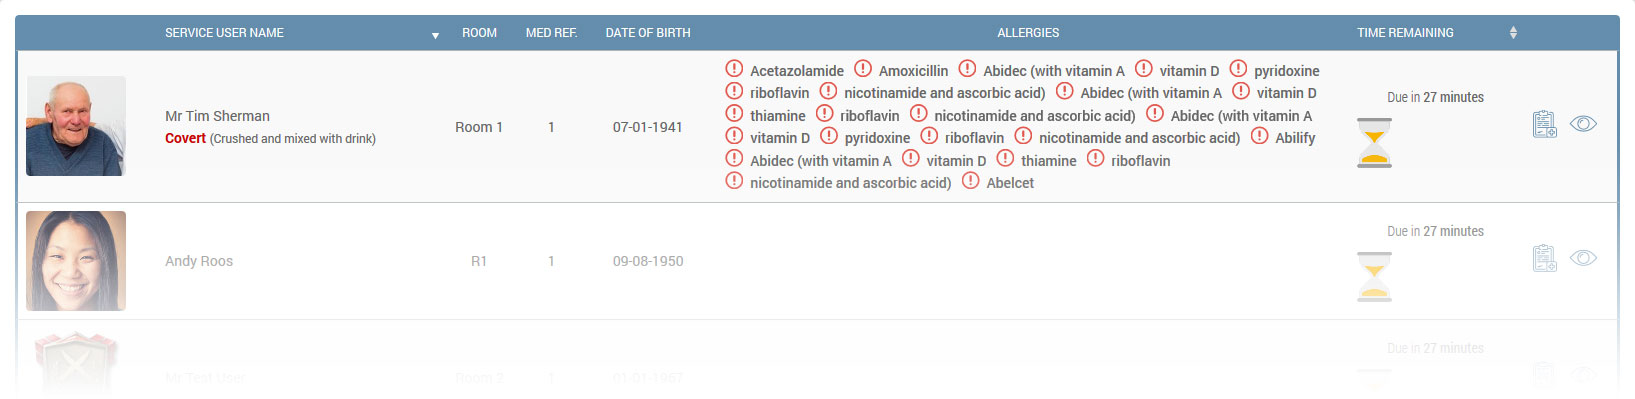 SERVICE USER NAME ROOM MED REF. DATE OF BIRTH ALLERGIES TIME REMAINING
Mr Tim Sherman
Covert (Crushed and mixed with drink)
Room 1
1
07-01-1941
Acetazolamide Amoxicillin Abidec (with vitamin A vitamin D pyridoxine
riboflavin nicotinamide and ascorbic acid) Abidec (with vitamin A vitamin D
thiamine riboflavin nicotinamide and ascorbic acid) Abidec (with vitamin A
vitamin D pyridoxine riboflavin nicotinamide and ascorbic acid) Abilify
Abidec (with vitamin A vitamin D thiamine riboflavin
nicotinamide and ascorbic acid) Abelcet
Due in 27 minutes
Andy Roos R1 1 09-08-1950
Due in 27 minutes
Mr Test User Room 2 1 01-01-1957
Due in 27 minutes